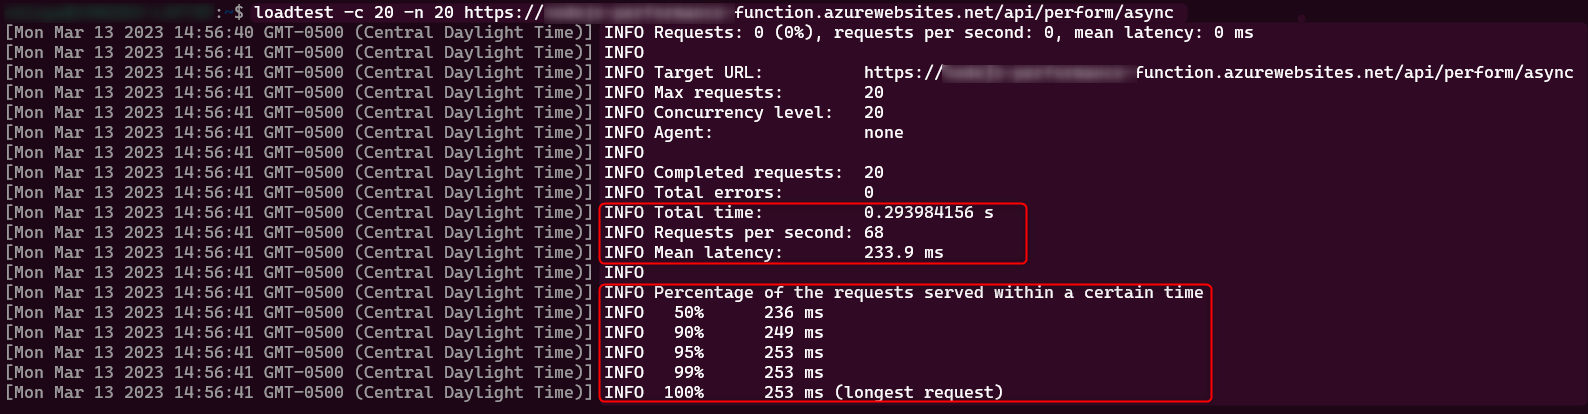 :~$ loadtest -c 20 -n 20 https:// function.azurewebsites.net/api/perform/async
[Mon Mar 13 2023 14:56:40 GMT-0500 (Central Daylight Time)] INFO Requests: 0 (0%), requests per second: 0, mean latency: 0 ms
[Mon Mar 13 2023 14:56:41 GMT-0500 (Central Daylight Time)] INFO
[Mon Mar 13 2023 14:56:41 GMT-0500 (Central Daylight Time)] INFO Target URL:          https:// function.azurewebsites.net/api/perform/async
[Mon Mar 13 2023 14:56:41 GMT-0500 (Central Daylight Time)] INFO Max requests:        20
[Mon Mar 13 2023 14:56:41 GMT-0500 (Central Daylight Time)] INFO Concurrency level:   20
[Mon Mar 13 2023 14:56:41 GMT-0500 (Central Daylight Time)] INFO Agent:               none
[Mon Mar 13 2023 14:56:41 GMT-0500 (Central Daylight Time)] INFO
[Mon Mar 13 2023 14:56:41 GMT-0500 (Central Daylight Time)] INFO Completed requests:  20
[Mon Mar 13 2023 14:56:41 GMT-0500 (Central Daylight Time)] INFO Total errors:        0
[Mon Mar 13 2023 14:56:41 GMT-0500 (Central Daylight Time)] INFO Total time:          0.293984156 s
[Mon Mar 13 2023 14:56:41 GMT-0500 (Central Daylight Time)] INFO Requests per second: 68
[Mon Mar 13 2023 14:56:41 GMT-0500 (Central Daylight Time)] INFO Mean latency:        233.9 ms
[Mon Mar 13 2023 14:56:41 GMT-0500 (Central Daylight Time)] INFO
[Mon Mar 13 2023 14:56:41 GMT-0500 (Central Daylight Time)] INFO Percentage of the requests served within a certain time
[Mon Mar 13 2023 14:56:41 GMT-0500 (Central Daylight Time)] INFO   50%      236 ms
[Mon Mar 13 2023 14:56:41 GMT-0500 (Central Daylight Time)] INFO   90%      249 ms
[Mon Mar 13 2023 14:56:41 GMT-0500 (Central Daylight Time)] INFO   95%      253 ms
[Mon Mar 13 2023 14:56:41 GMT-0500 (Central Daylight Time)] INFO   99%      253 ms
[Mon Mar 13 2023 14:56:41 GMT-0500 (Central Daylight Time)] INFO  100%      253 ms (longest request)